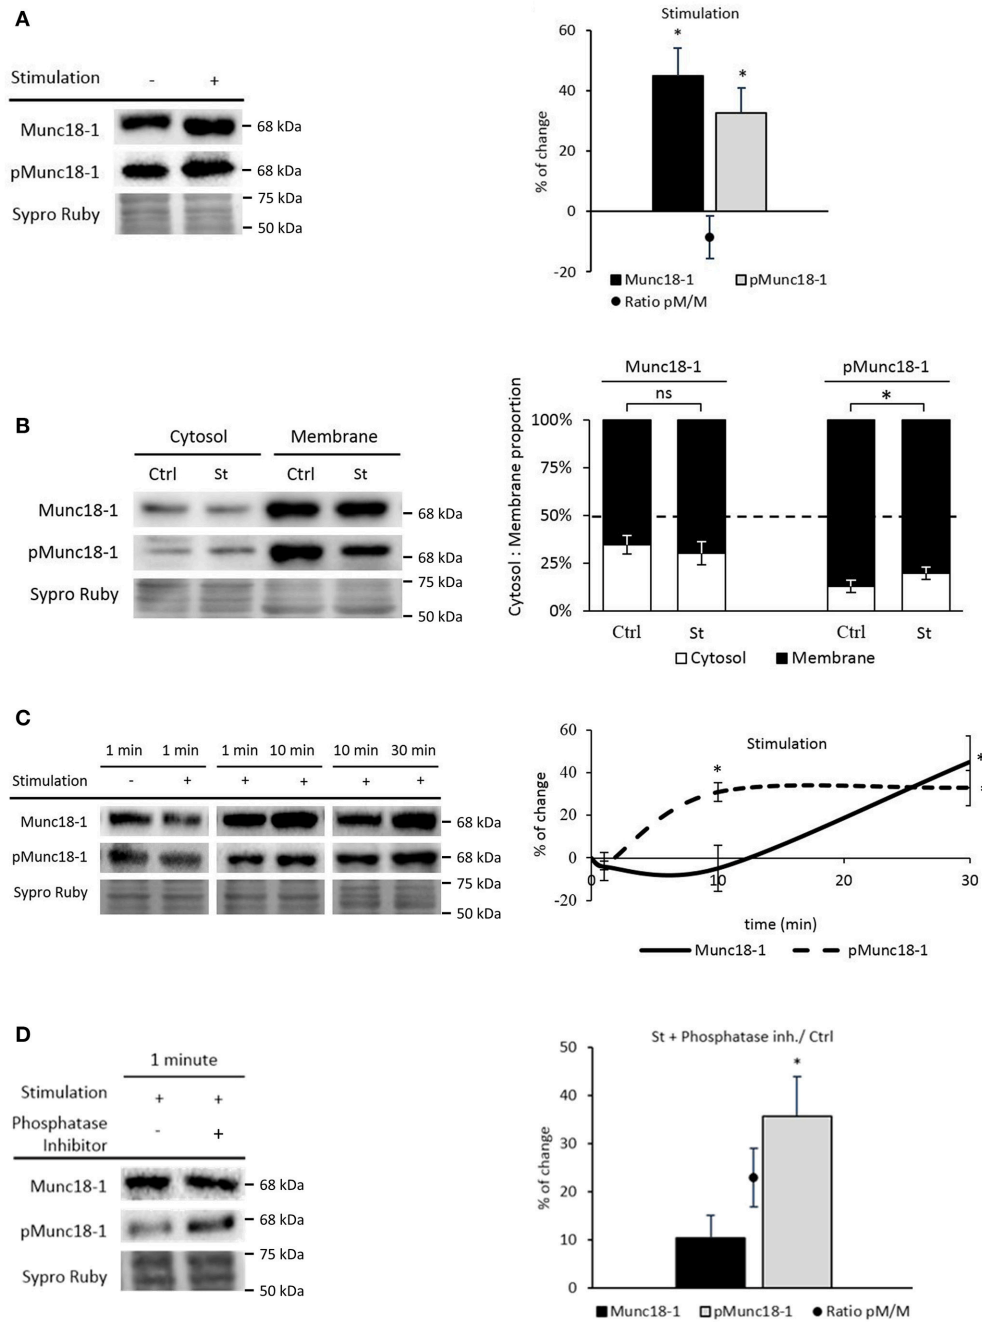 A
Stimulation - +
Munc18-1 68 kDa
pMunc18-1 68 kDa
Sypro Ruby 75 kDa
50 kDa
Stimulation
% of change
60
40
20
0
-20
* *
Munc18-1 pMunc18-1
Ratio pM/M
B
Cytosol Membrane
Ctrl St Ctrl St
Munc18-1 68 kDa
pMunc18-1 68 kDa
Sypro Ruby 75 kDa
50 kDa
Munc18-1 pMunc18-1
ns *
Cytosol : Membrane proportion
100%
75%
50%
25%
0%
Ctrl St Ctrl St
Cytosol Membrane
C
1 min 1 min 1 min 10 min 10 min 30 min
Stimulation - + + + + +
Munc18-1 68 kDa
pMunc18-1 68 kDa
Sypro Ruby 75 kDa
50 kDa
Stimulation
% of change
60
40
20
0
-20
* * *
0 10 20 30
time (min)
Munc18-1 pMunc18-1
D
1 minute
Stimulation + +
Phosphatase
Inhibitor - +
Munc18-1 68 kDa
pMunc18-1 68 kDa
Sypro Ruby 75 kDa
50 kDa
St + Phosphatase inh./ Ctrl
% of change
50
40
30
20
10
0
*
Munc18-1 pMunc18-1 Ratio pM/M